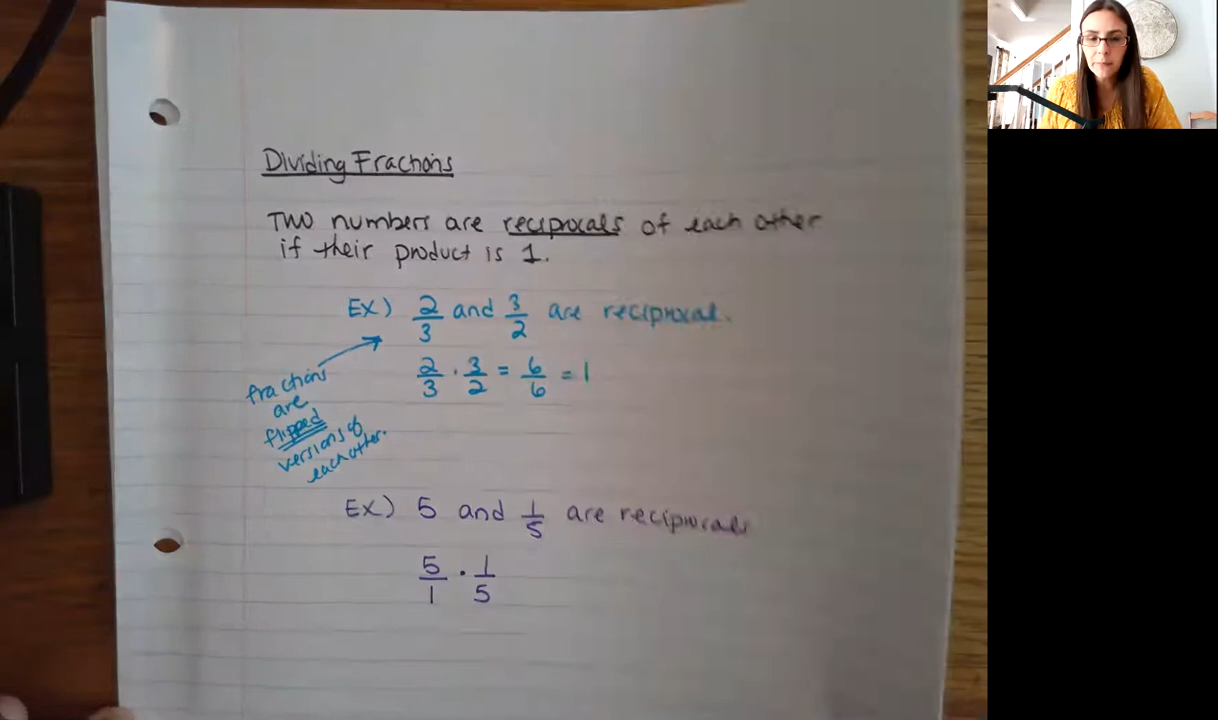 Dividing Fractions
Two numbers are reciprocals of each other
if their product is 1.
Ex) 2/3 and 3/2 are reciprocal.
2/3 · 3/2 = 6/6 = 1
fractions
are
flipped
versions of
each other.
Ex) 5 and 1/5 are reciprocals
5/1 · 1/5